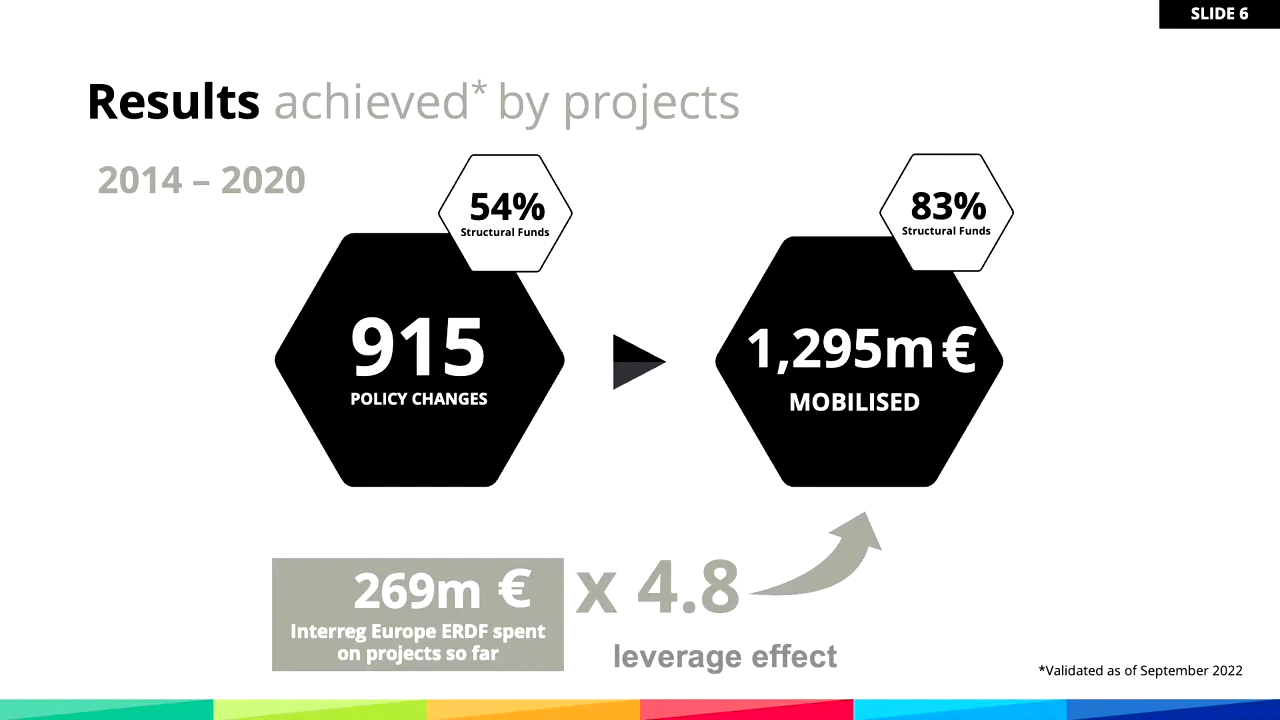 SLIDE 6
Results achieved* by projects
2014 – 2020
54%
Structural Funds
915
POLICY CHANGES
83%
Structural Funds
1,295m €
MOBILISED
269m €
Interreg Europe ERDF spent
on projects so far
x 4.8
leverage effect
*Validated as of September 2022